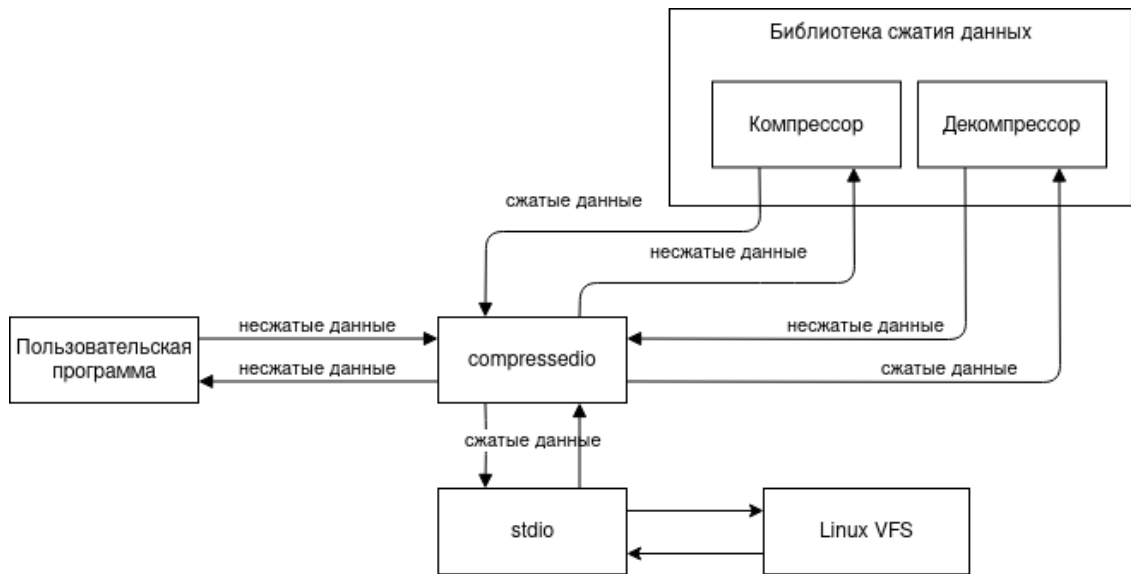 Библиотека сжатия данных
Компрессор
Декомпрессор
сжатые данные
несжатые данные
несжатые данные
несжатые данные
Пользовательская
программа
compressedio
несжатые данные
сжатые данные
сжатые данные
stdio
Linux VFS